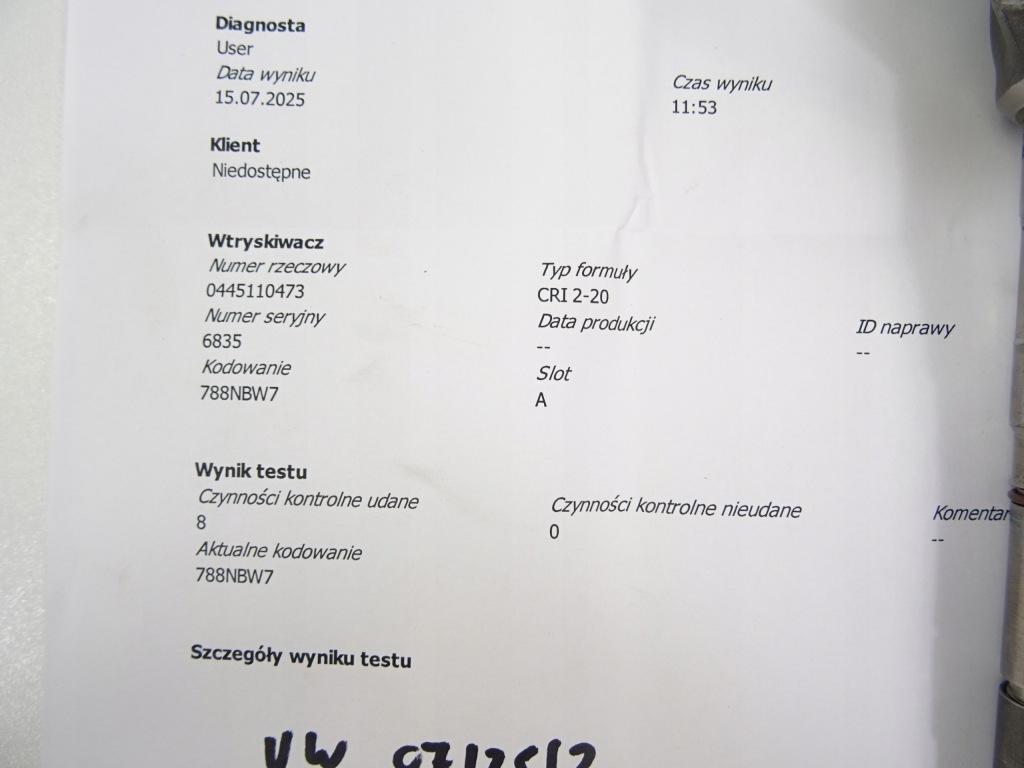 Diagnosta
User
Data wyniku Czas wyniku
15.07.2025 11:53
Klient
Niedostępne
Wtryskiwacz
Numer rzeczowy Typ formuły
0445110473 CRI 2-20
Numer seryjny Data produkcji ID naprawy
6835 -- --
Kodowanie Slot
788NBW7 A
Wynik testu
Czynności kontrolne udane Czynności kontrolne nieudane Komentar
8 0 --
Aktualne kodowanie
788NBW7
Szczegóły wyniku testu
VW